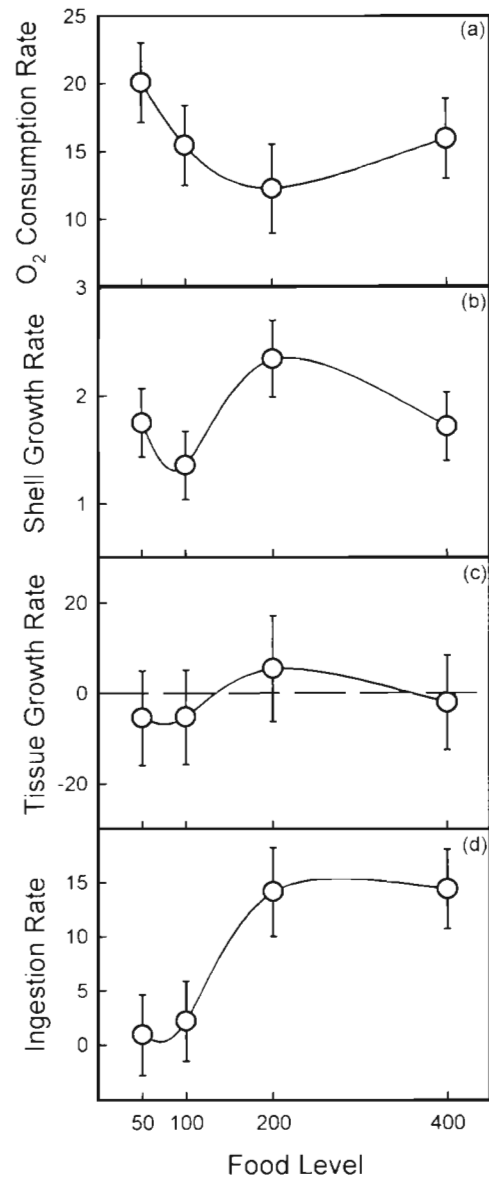 (a)
25
20
15
10
O₂ Consumption Rate
(b)
3
2
1
Shell Growth Rate
(c)
20
0
-20
Tissue Growth Rate
(d)
15
10
5
0
Ingestion Rate
50 100 200 400
Food Level